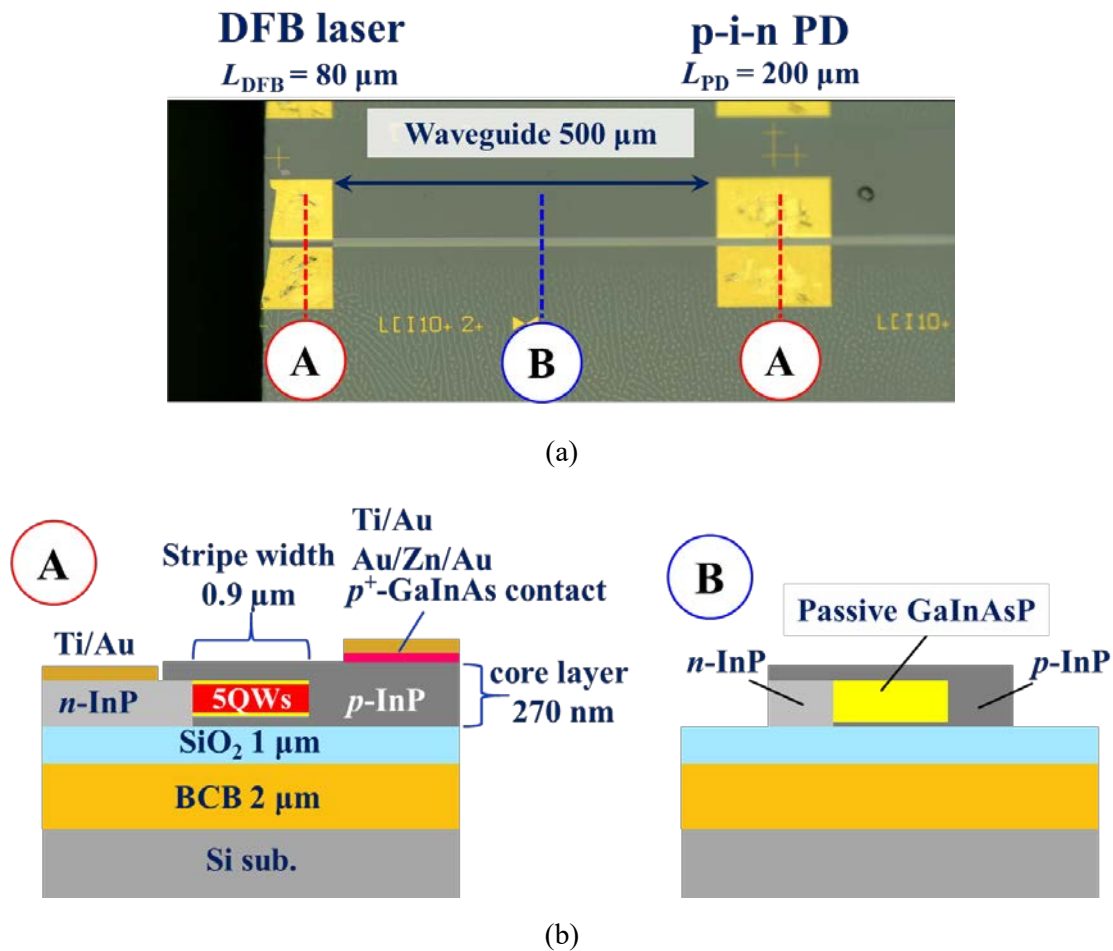 DFB laser
L_DFB = 80 μm
p-i-n PD
L_PD = 200 μm
Waveguide 500 μm
LCI10+ 2+
LCI10+
A
B
A
(a)
A
Stripe width
0.9 μm
Ti/Au
Au/Zn/Au
p⁺-GaInAs contact
Ti/Au
n-InP
5QWs
p-InP
core layer
270 nm
SiO₂ 1 μm
BCB 2 μm
Si sub.
B
Passive GaInAsP
n-InP
p-InP
(b)